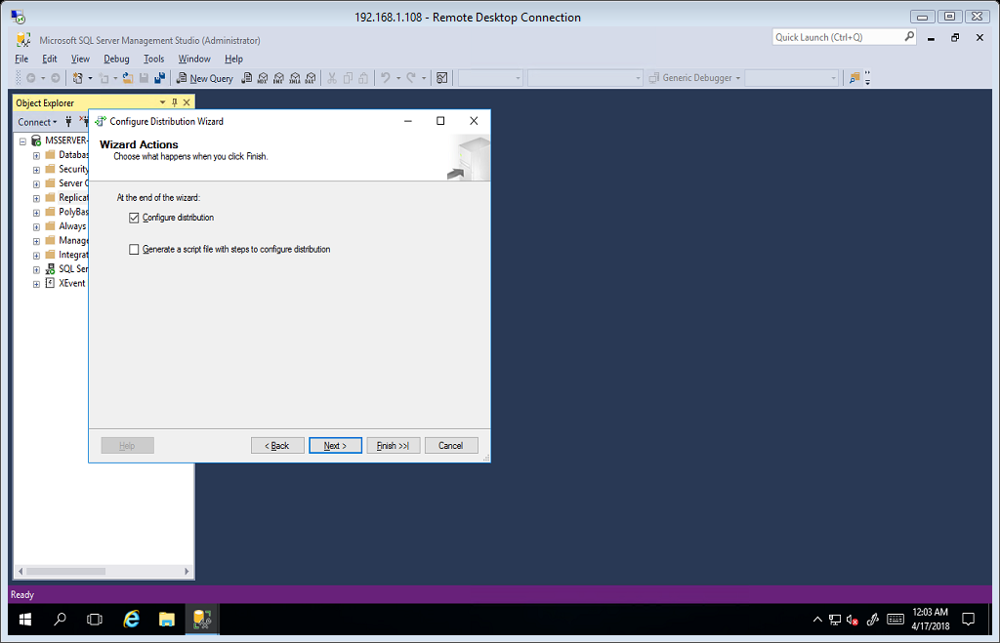 192.168.1.108 - Remote Desktop Connection
Microsoft SQL Server Management Studio (Administrator)
Quick Launch (Ctrl+Q)
File Edit View Debug Tools Window Help
New Query
MDX DMX XMLA DAX
Generic Debugger
Object Explorer
Connect
Configure Distribution Wizard
Wizard Actions
Choose what happens when you click Finish.
MSSERVER-
Databas
Security
Server O
Replicat
PolyBas
Always
Manage
Integrat
SQL Ser
XEvent
At the end of the wizard:
Configure distribution
Generate a script file with steps to configure distribution
Help
< Back
Next >
Finish >>|
Cancel
Ready
12:03 AM
4/17/2018